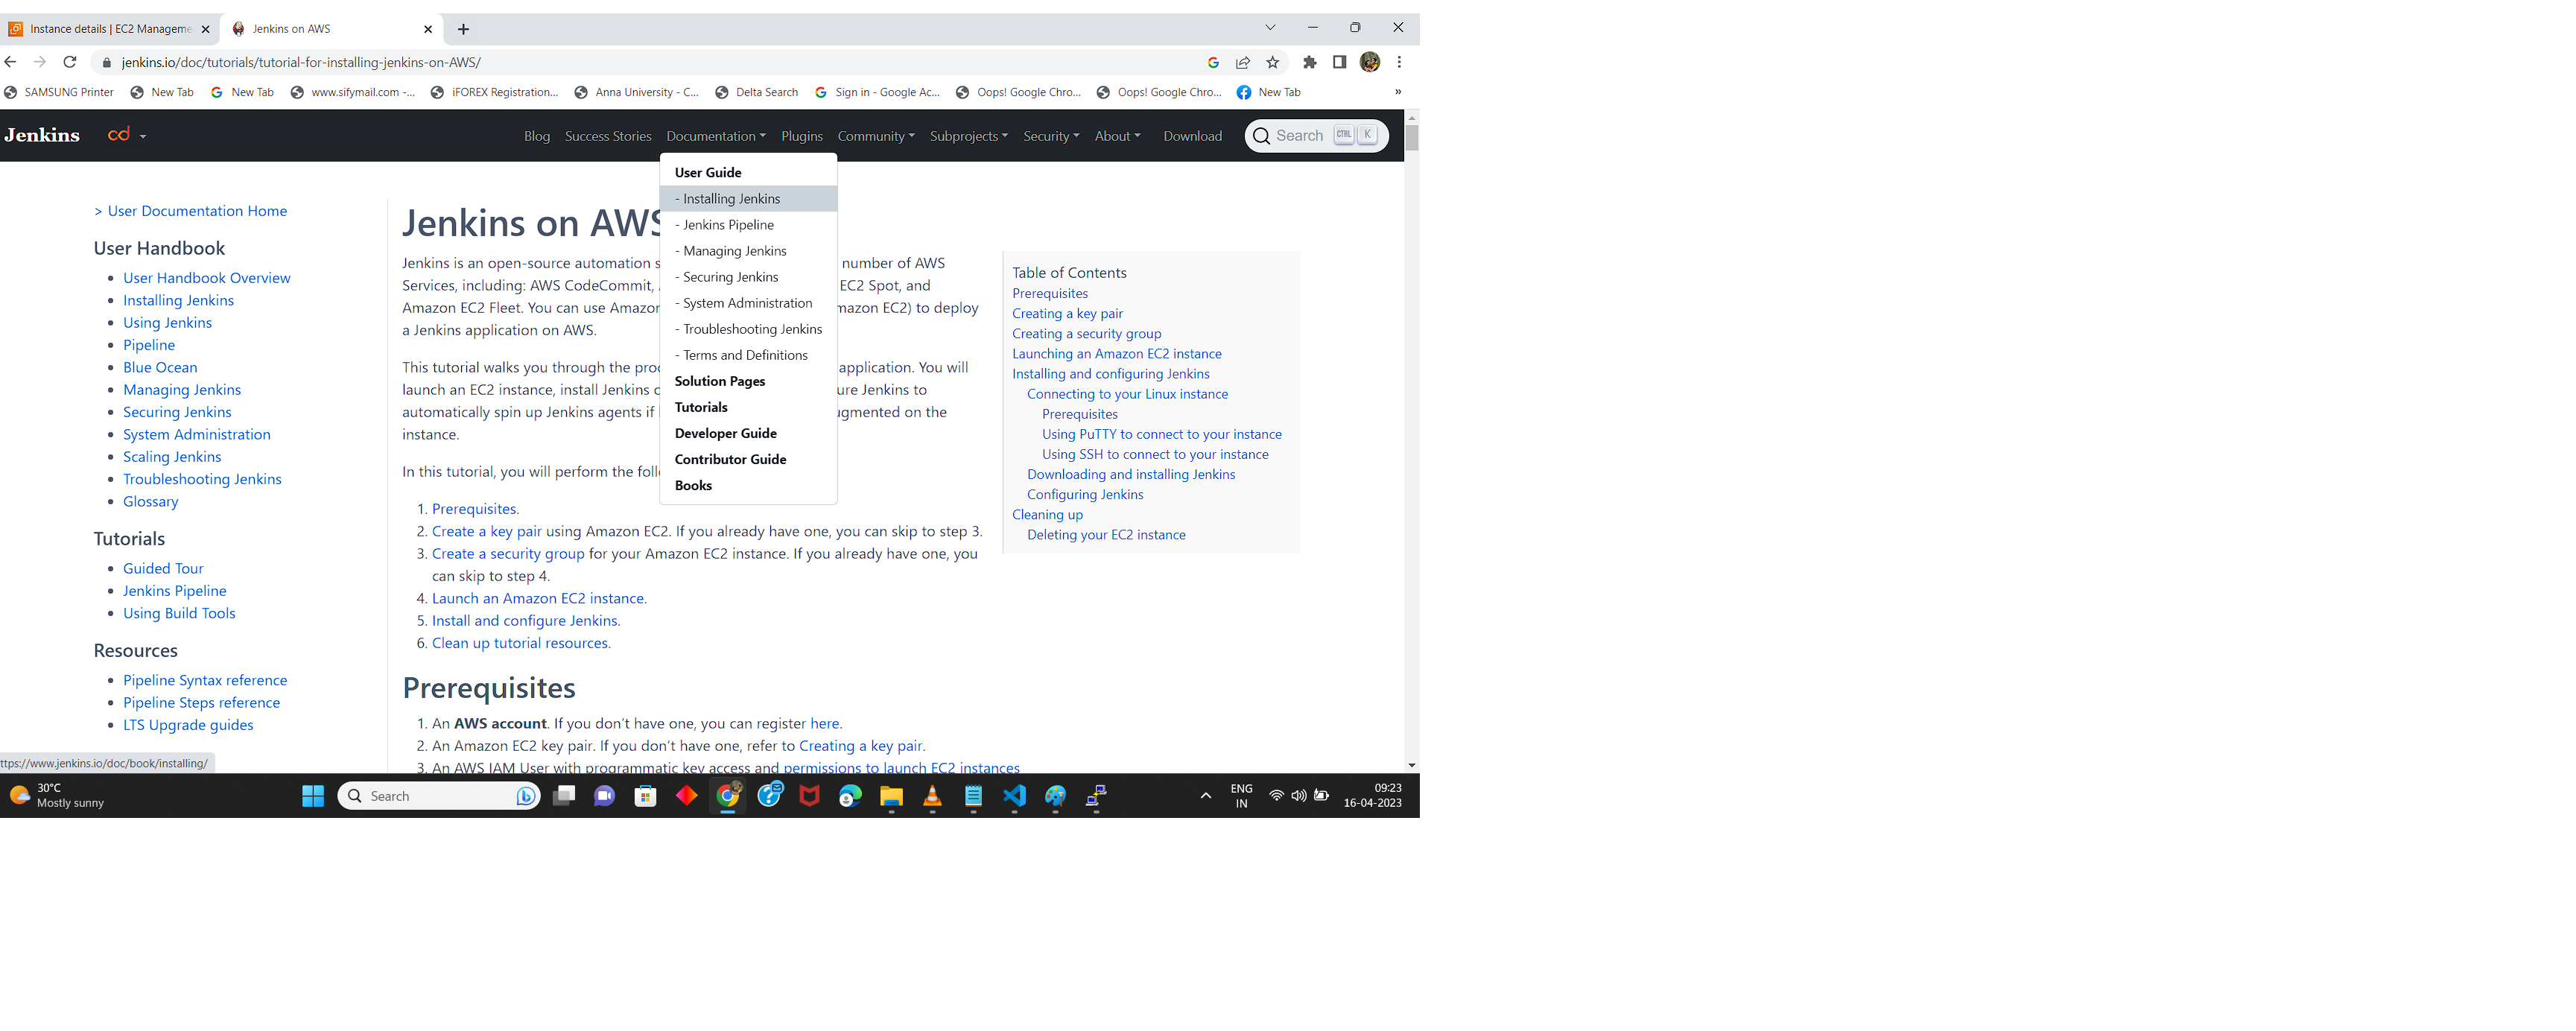 Instance details | EC2 Manageme
Jenkins on AWS
jenkins.io/doc/tutorials/tutorial-for-installing-jenkins-on-AWS/
SAMSUNG Printer
New Tab
New Tab
www.sifymail.com -...
iFOREX Registration...
Anna University - C...
Delta Search
Sign in - Google Ac...
Oops! Google Chro...
Oops! Google Chro...
New Tab
»
Jenkins
cd
Blog
Success Stories
Documentation
Plugins
Community
Subprojects
Security
About
Download
Search
CTRL
K
User Guide
- Installing Jenkins
- Jenkins Pipeline
- Managing Jenkins
- Securing Jenkins
- System Administration
- Troubleshooting Jenkins
- Terms and Definitions
Solution Pages
Tutorials
Developer Guide
Contributor Guide
Books
> User Documentation Home
User Handbook
User Handbook Overview
Installing Jenkins
Using Jenkins
Pipeline
Blue Ocean
Managing Jenkins
Securing Jenkins
System Administration
Scaling Jenkins
Troubleshooting Jenkins
Glossary
Tutorials
Guided Tour
Jenkins Pipeline
Using Build Tools
Resources
Pipeline Syntax reference
Pipeline Steps reference
LTS Upgrade guides
Jenkins on AWS
Jenkins is an open-source automation s number of AWS
Services, including: AWS CodeCommit, EC2 Spot, and
Amazon EC2 Fleet. You can use Amazon mazon EC2) to deploy
a Jenkins application on AWS.
This tutorial walks you through the proc application. You will
launch an EC2 instance, install Jenkins o ure Jenkins to
automatically spin up Jenkins agents if ugmented on the
instance.
In this tutorial, you will perform the foll
1. Prerequisites.
2. Create a key pair using Amazon EC2. If you already have one, you can skip to step 3.
3. Create a security group for your Amazon EC2 instance. If you already have one, you
can skip to step 4.
4. Launch an Amazon EC2 instance.
5. Install and configure Jenkins.
6. Clean up tutorial resources.
Prerequisites
1. An AWS account. If you don't have one, you can register here.
2. An Amazon EC2 key pair. If you don't have one, refer to Creating a key pair.
3. An AWS IAM User with programmatic key access and permissions to launch EC2 instances
Table of Contents
Prerequisites
Creating a key pair
Creating a security group
Launching an Amazon EC2 instance
Installing and configuring Jenkins
Connecting to your Linux instance
Prerequisites
Using PuTTY to connect to your instance
Using SSH to connect to your instance
Downloading and installing Jenkins
Configuring Jenkins
Cleaning up
Deleting your EC2 instance
ttps://www.jenkins.io/doc/book/installing/
30°C
Mostly sunny
Search
ENG
IN
09:23
16-04-2023